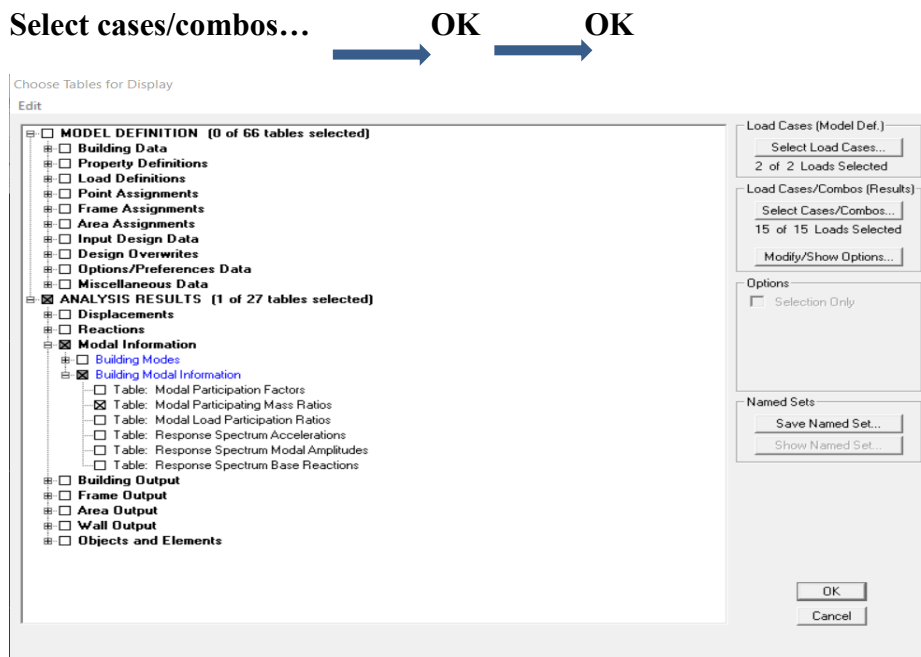 Select cases/combos… OK OK
Choose Tables for Display
Edit
MODEL DEFINITION (0 of 66 tables selected)
Building Data
Property Definitions
Load Definitions
Point Assignments
Frame Assignments
Area Assignments
Input Design Data
Design Overwrites
Options/Preferences Data
Miscellaneous Data
ANALYSIS RESULTS (1 of 27 tables selected)
Displacements
Reactions
Modal Information
Building Modes
Building Modal Information
Table: Modal Participation Factors
Table: Modal Participating Mass Ratios
Table: Modal Load Participation Ratios
Table: Response Spectrum Accelerations
Table: Response Spectrum Modal Amplitudes
Table: Response Spectrum Base Reactions
Building Output
Frame Output
Area Output
Wall Output
Objects and Elements
Load Cases (Model Def.)
Select Load Cases...
2 of 2 Loads Selected
Load Cases/Combos (Results)
Select Cases/Combos...
15 of 15 Loads Selected
Modify/Show Options...
Options
Selection Only
Named Sets
Save Named Set...
Show Named Set...
OK
Cancel